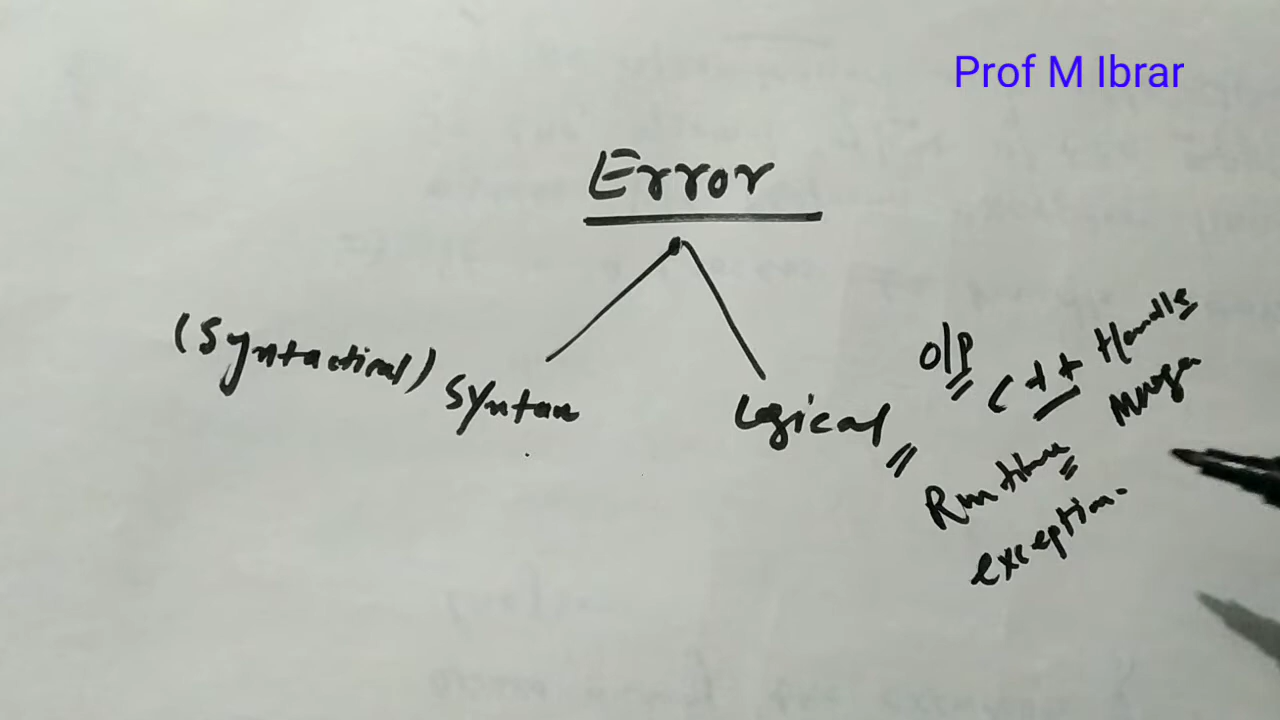 Prof M Ibrar
Error
(Syntactical) Syntax
Logical
O/P
C++ Handle
Runtime
exception.